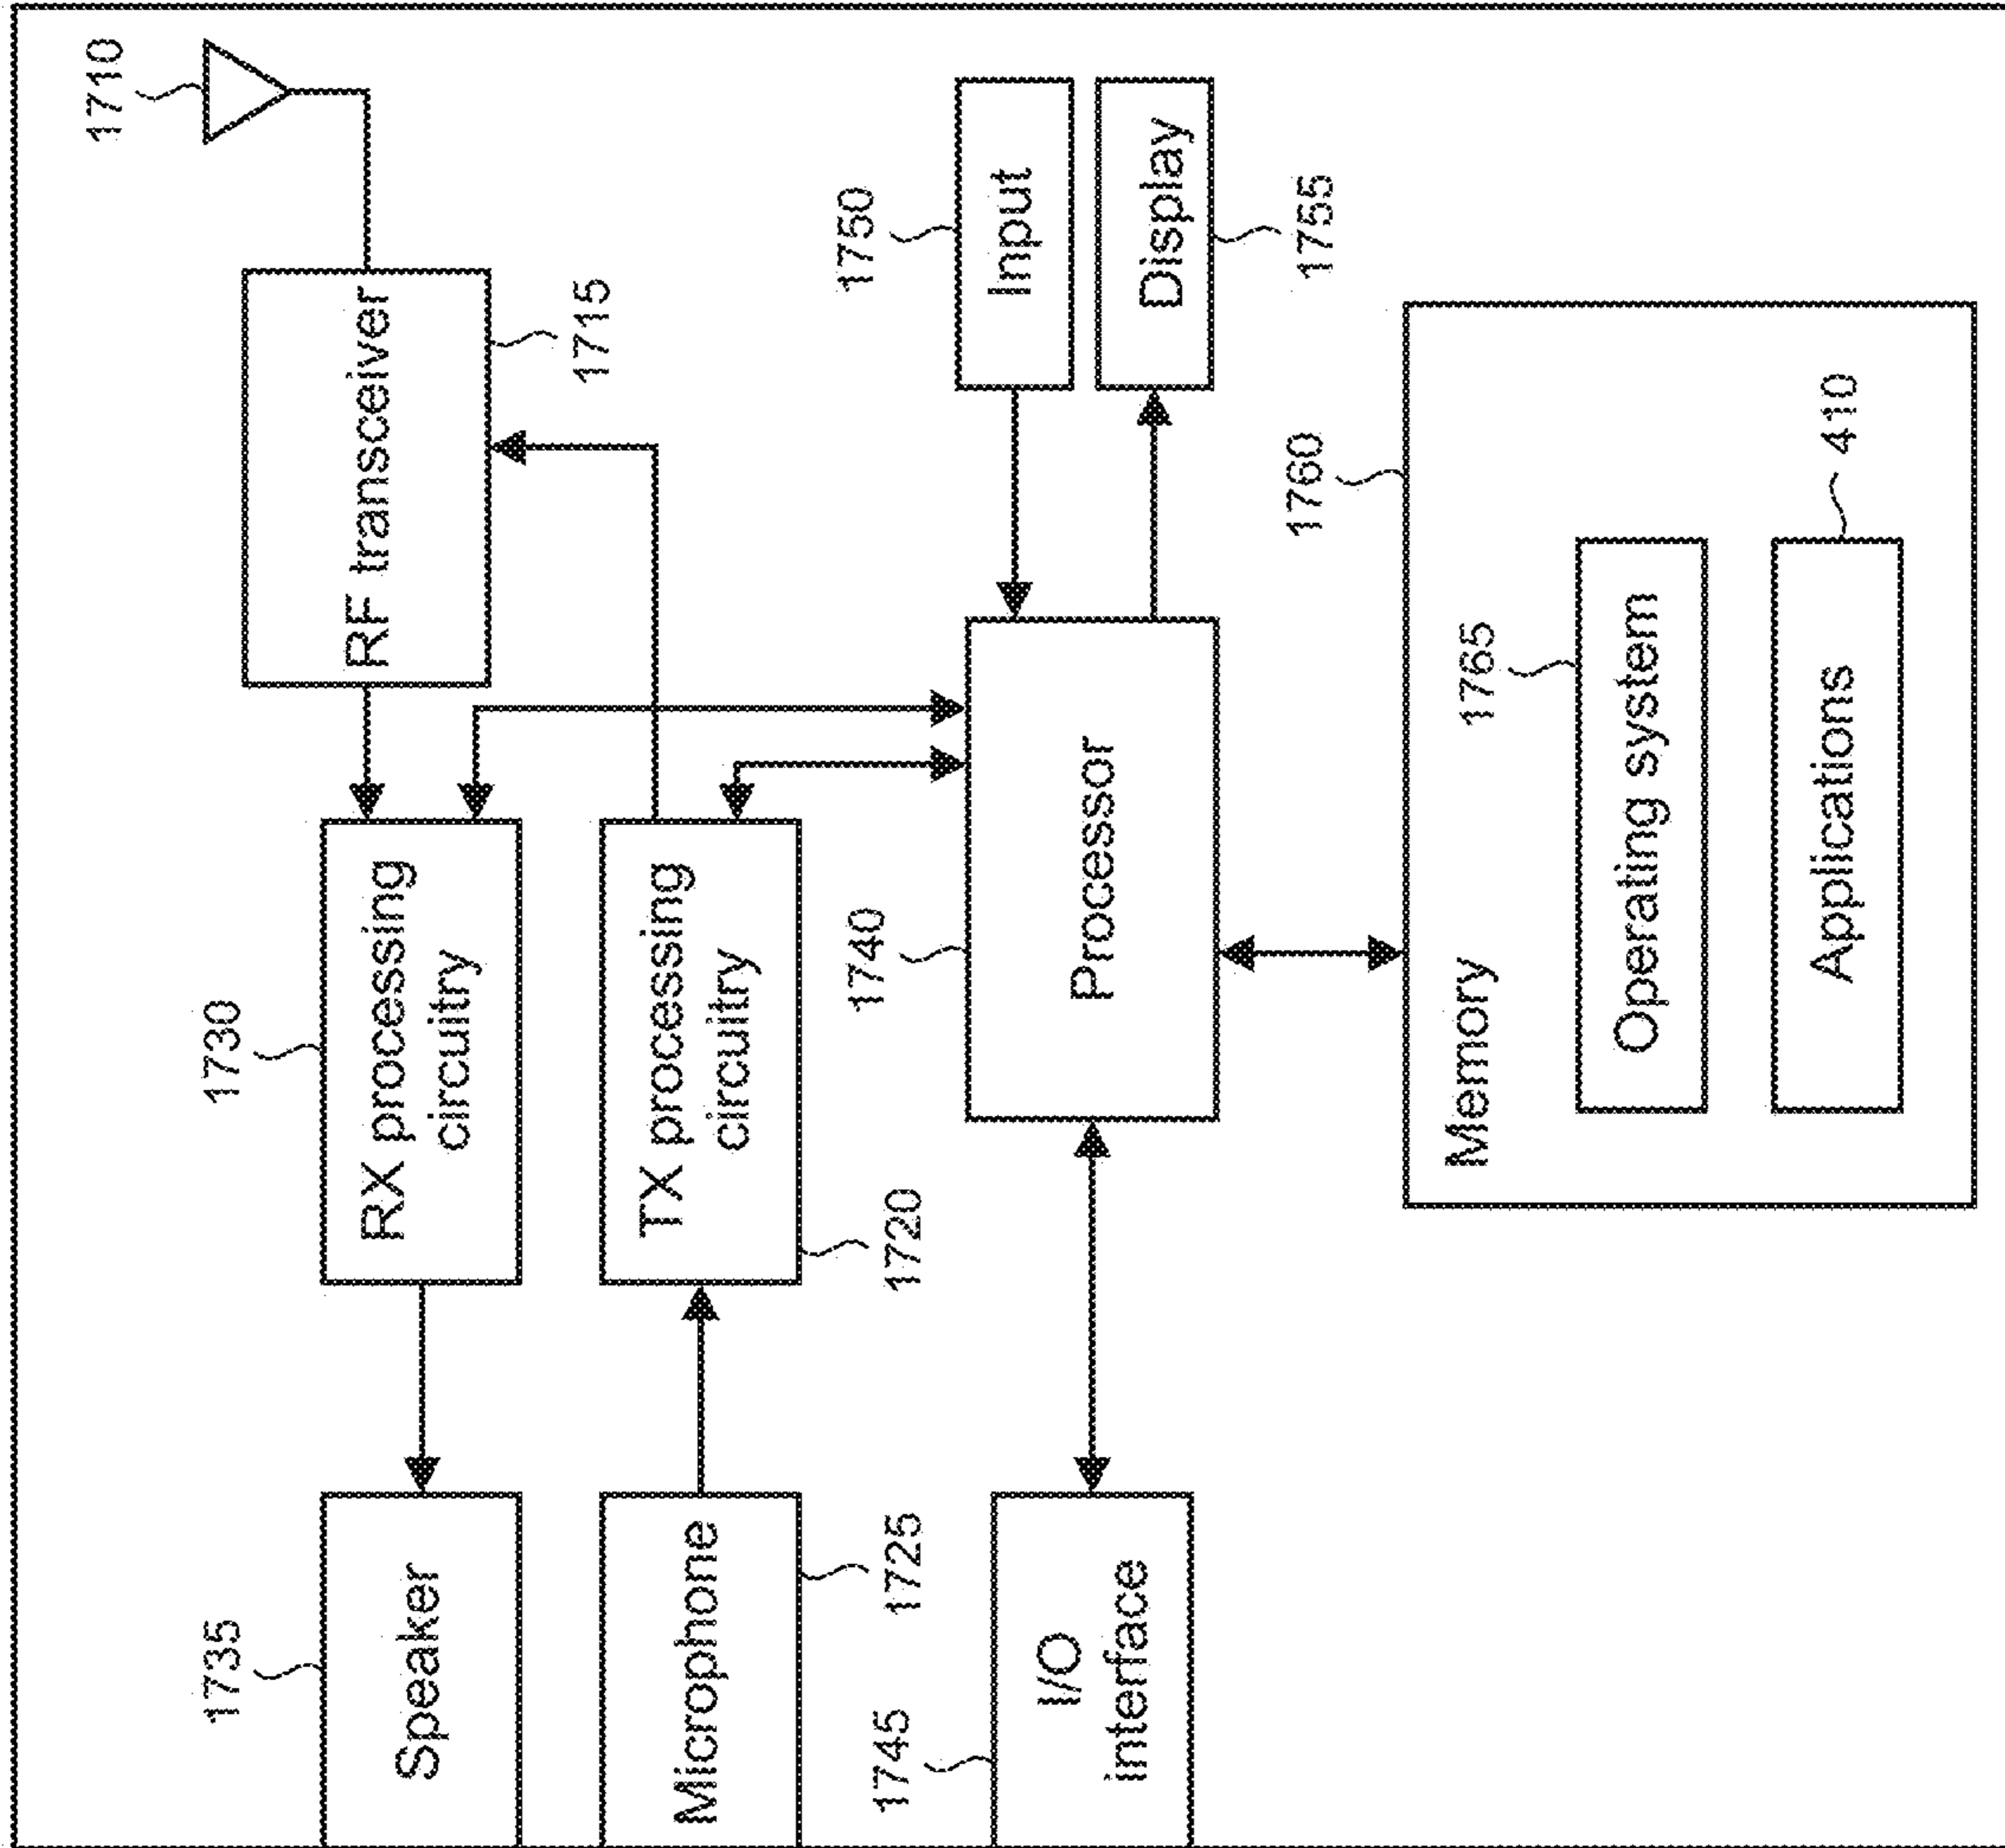 1710
1735
1730
RF transceiver
Speaker
RX processing
circuitry
1715
Microphone
TX processing
circuitry
1725
1720
1745
1740
1750
I/O
interface
Processor
Input
Display
1755
1760
Memory
1765
Operating system
Applications
410